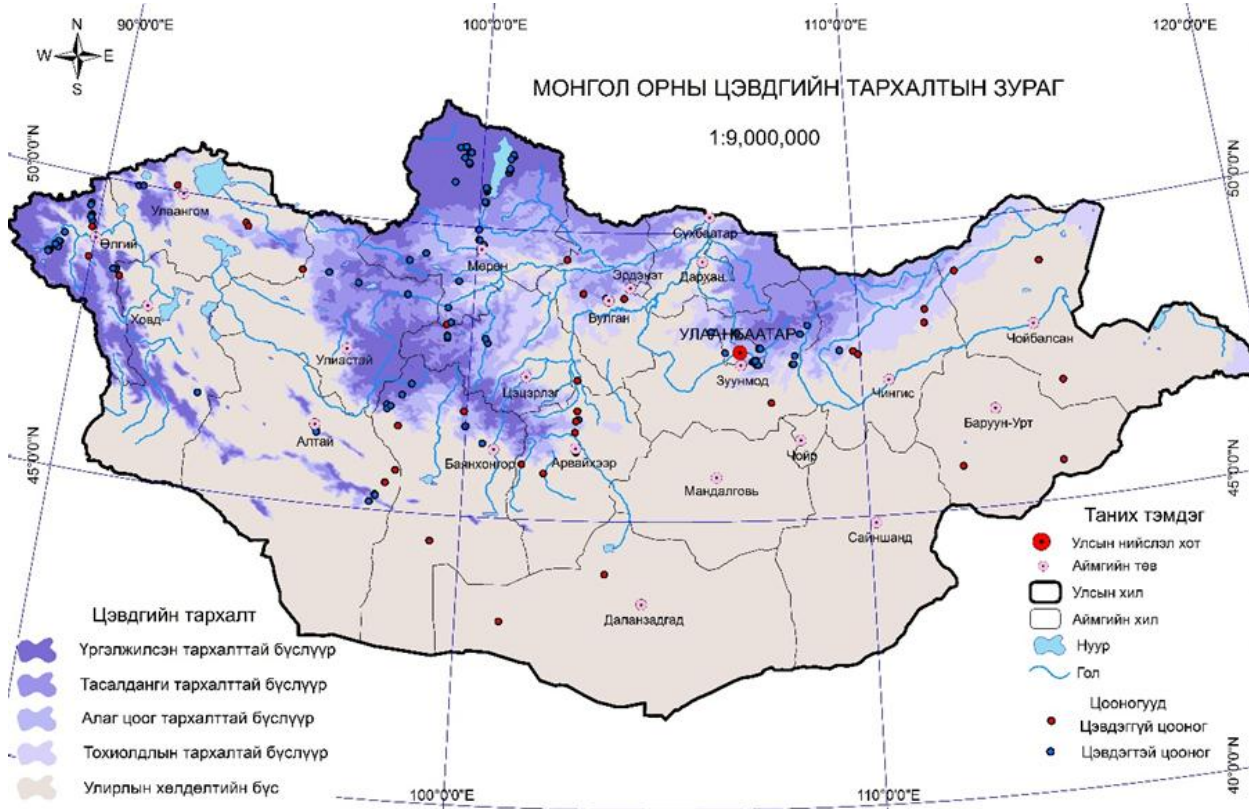 N
W E
S
90°0'0"E
100°0'0"E
110°0'0"E
120°0'0"E
МОНГОЛ ОРНЫ ЦЭВДГИЙН ТАРХАЛТЫН ЗУРАГ
1:9,000,000
50°0'0"N
50°0'0"N
Улаангом
Өлгий
Сүхбаатар
Мөрөн
Дархан
Эрдэнэт
Ховд
Булган
УЛААНБААТАР
Чойбалсан
Улиастай
Зуунмод
Цэцэрлэг
Чингис
Баруун-Урт
Алтай
Чойр
Баянхонгор
Арвайхээр
45°0'0"N
45°0'0"N
Мандалговь
Сайншанд
Даланзадгад
Таних тэмдэг
Улсын нийслэл хот
Аймгийн төв
Улсын хил
Аймгийн хил
Нуур
Гол
Цооногууд
Цэвдэггүй цооног
Цэвдэгтэй цооног
Цэвдгийн тархалт
Үргэлжилсэн тархалттай бүслүүр
Тасалданги тархалттай бүслүүр
Алаг цоог тархалттай бүслүүр
Тохиолдлын тархалтай бүслүүр
Улирлын хөлдөлтийн бүс
100°0'0"E
110°0'0"E
40°0'0"N